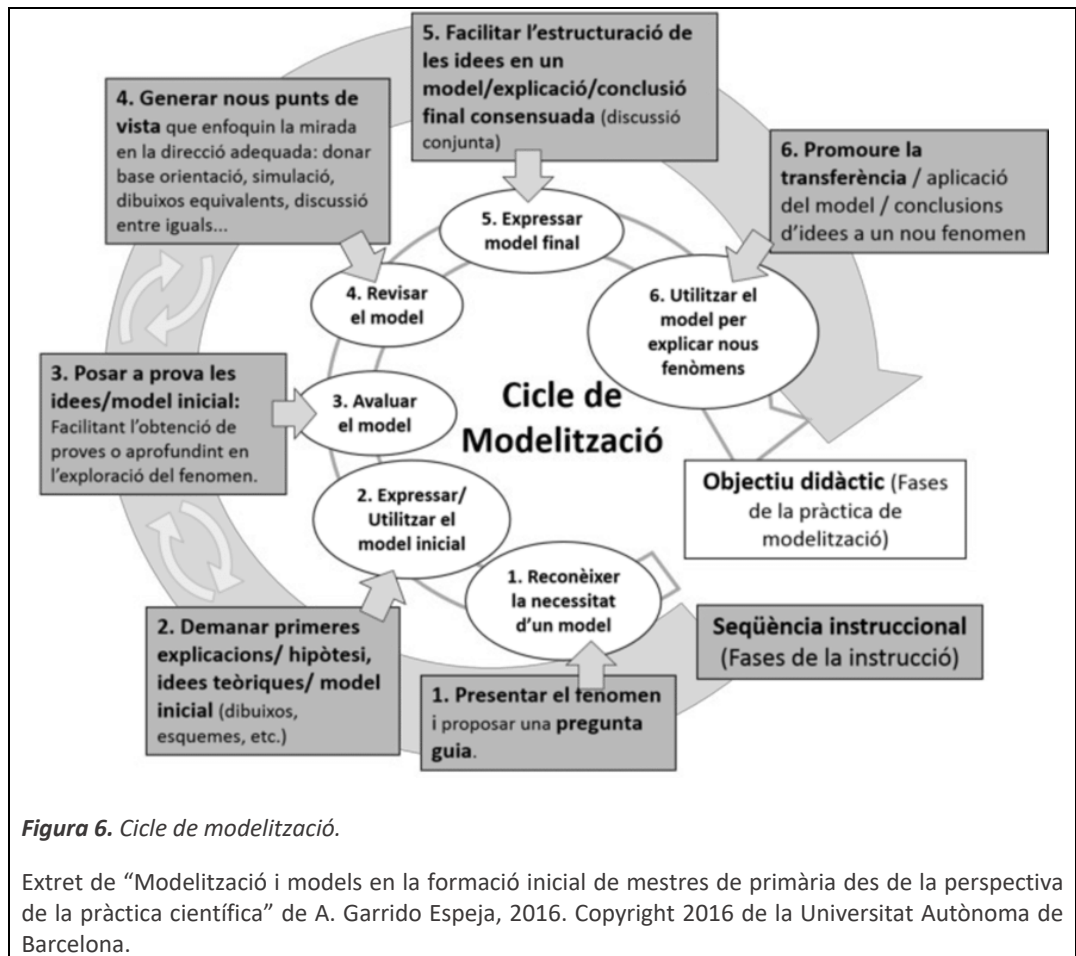 5. Facilitar l'estructuració de
les idees en un
model/explicació/conclusió
final consensuada (discussió
conjunta)
4. Generar nous punts de
vista que enfoquin la mirada
en la direcció adequada: donar
base orientació, simulació,
dibuixos equivalents, discussió
entre iguals...
6. Promoure la
transferència / aplicació
del model / conclusions
d'idees a un nou fenomen
5. Expressar
model final
4. Revisar
el model
6. Utilitzar el
model per
explicar nous
fenòmens
3. Posar a prova les
idees/model inicial:
Facilitant l'obtenció de
proves o aprofundint en
l'exploració del fenomen.
3. Avaluar
el model
Cicle de
Modelització
2. Expressar/
Utilitzar el
model inicial
Objectiu didàctic (Fases
de la pràctica de
modelització)
1. Reconèixer
la necessitat
d'un model
2. Demanar primeres
explicacions/ hipòtesi,
idees teòriques/ model
inicial (dibuixos,
esquemes, etc.)
Seqüència instruccional
(Fases de la instrucció)
1. Presentar el fenomen
i proposar una pregunta
guia.
Figura 6. Cicle de modelització.
Extret de “Modelització i models en la formació inicial de mestres de primària des de la perspectiva
de la pràctica científica” de A. Garrido Espeja, 2016. Copyright 2016 de la Universitat Autònoma de
Barcelona.